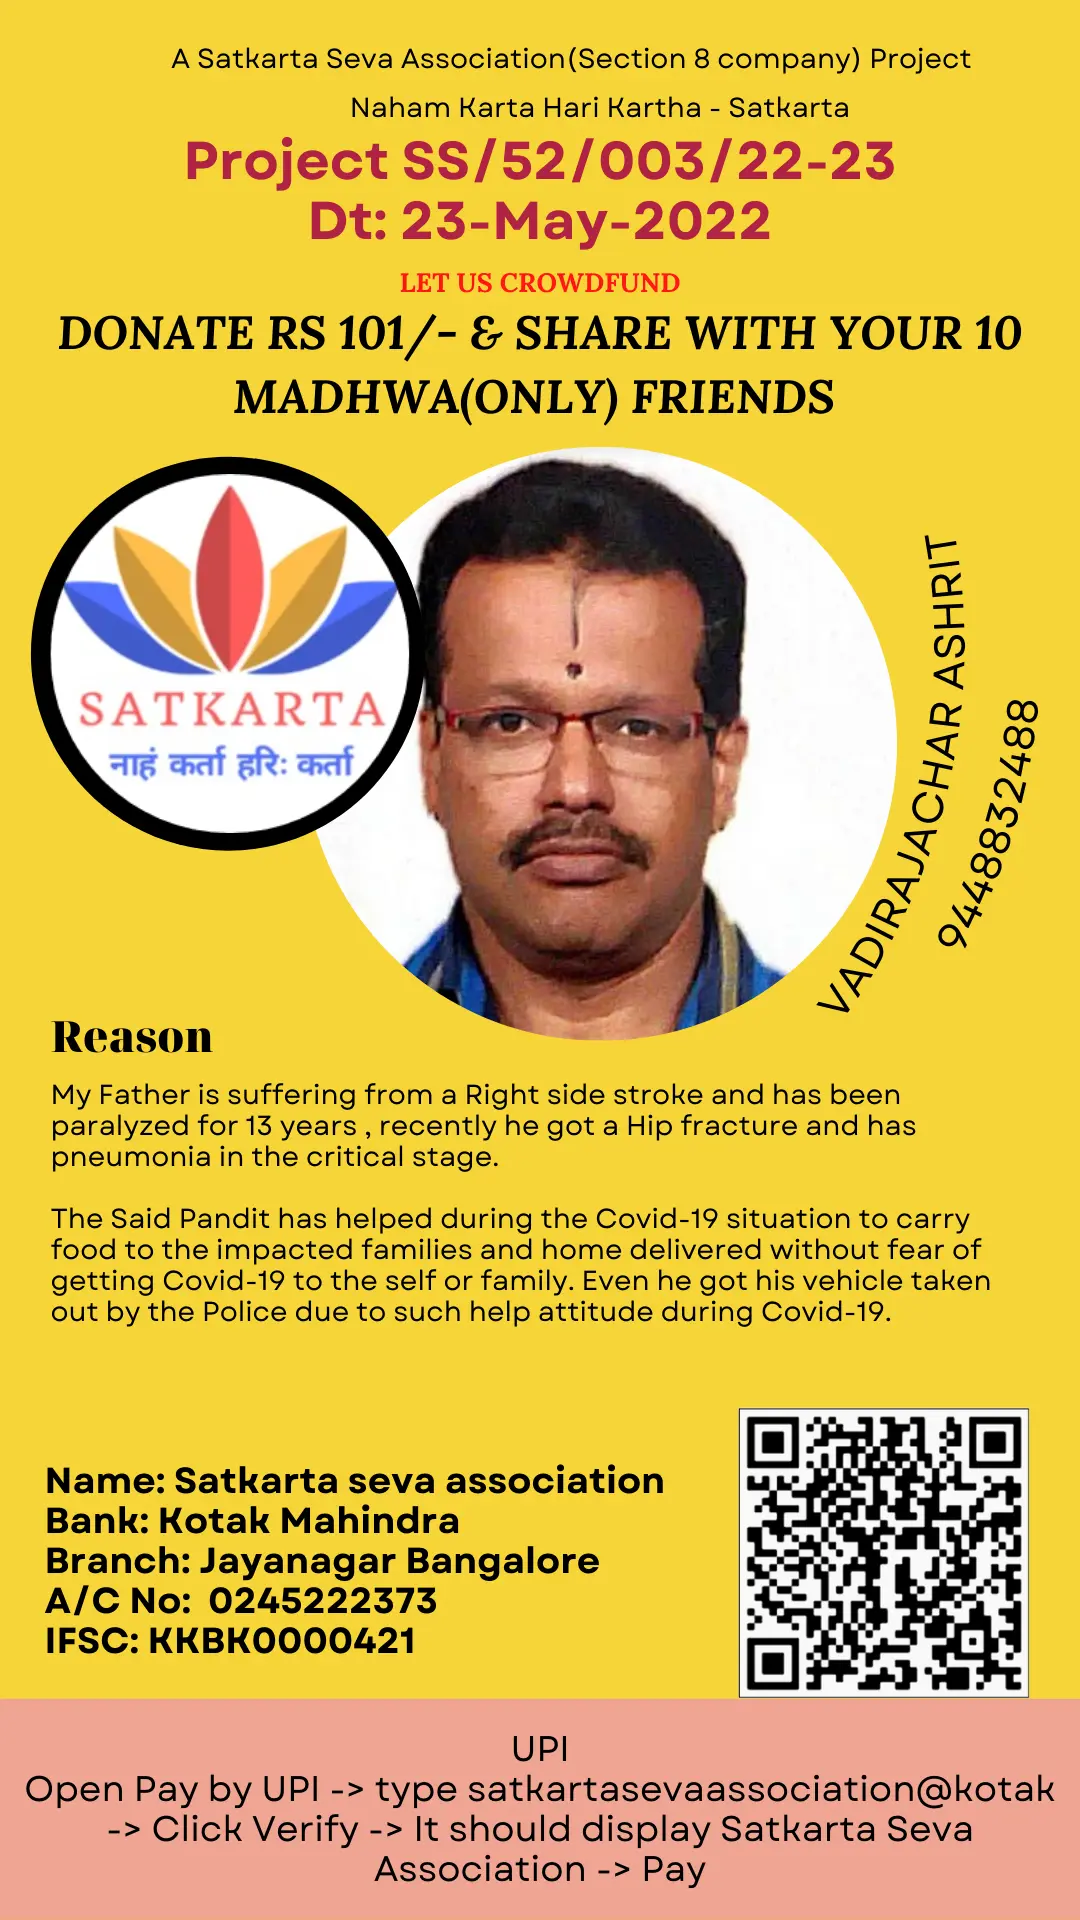 A Satkarta Seva Association(Section 8 company) Project
Naham Karta Hari Kartha - Satkarta
Project SS/52/003/22-23
Dt: 23-May-2022
LET US CROWDFUND
DONATE RS 101/- & SHARE WITH YOUR 10
MADHWA(ONLY) FRIENDS
SATKARTA
नाहं कर्ता हरिः कर्ता
VADIRAJACHAR ASHRIT
9448832488
Reason
My Father is suffering from a Right side stroke and has been
paralyzed for 13 years , recently he got a Hip fracture and has
pneumonia in the critical stage.
The Said Pandit has helped during the Covid-19 situation to carry
food to the impacted families and home delivered without fear of
getting Covid-19 to the self or family. Even he got his vehicle taken
out by the Police due to such help attitude during Covid-19.
Name: Satkarta seva association
Bank: Kotak Mahindra
Branch: Jayanagar Bangalore
A/C No:  0245222373
IFSC: KKBK0000421
UPI
Open Pay by UPI -> type satkartasevaassociation@kotak
-> Click Verify -> It should display Satkarta Seva
Association -> Pay